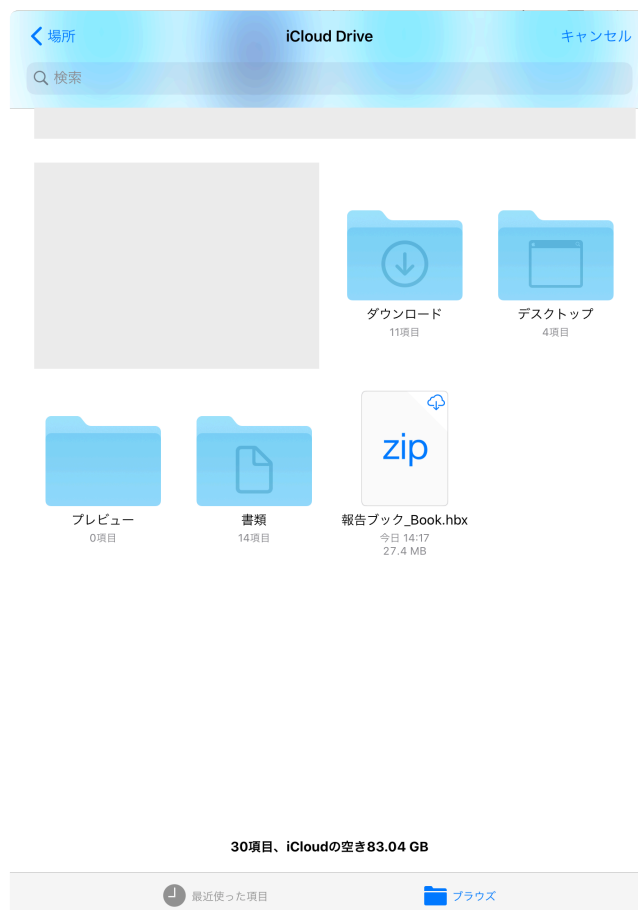 場所
iCloud Drive
キャンセル
検索
ダウンロード
11項目
デスクトップ
4項目
zip
プレビュー
0項目
書類
14項目
報告ブック_Book.hbx
今日 14:17
27.4 MB
30項目、iCloudの空き83.04 GB
最近使った項目
ブラウズ